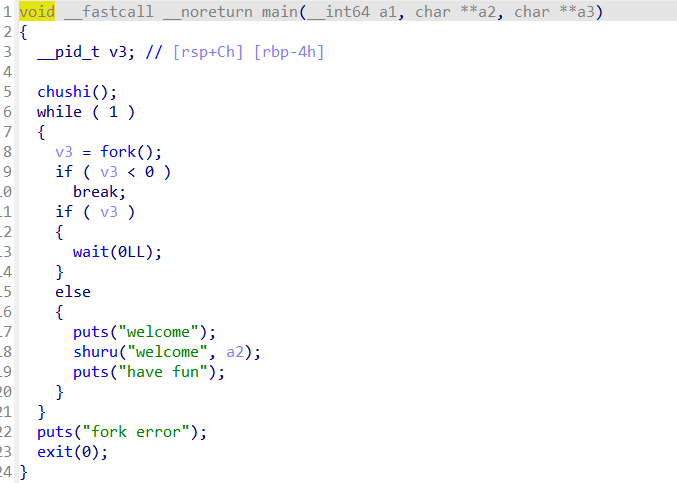 1 void __fastcall __noreturn main(__int64 a1, char **a2, char **a3)
2 {
3   __pid_t v3; // [rsp+Ch] [rbp-4h]
4
5   chushi();
6   while ( 1 )
7   {
8     v3 = fork();
9     if ( v3 < 0 )
10       break;
11     if ( v3 )
12     {
13       wait(0LL);
14     }
15     else
16     {
17       puts("welcome");
18       shuru("welcome", a2);
19       puts("have fun");
20     }
21   }
22   puts("fork error");
23   exit(0);
24 }